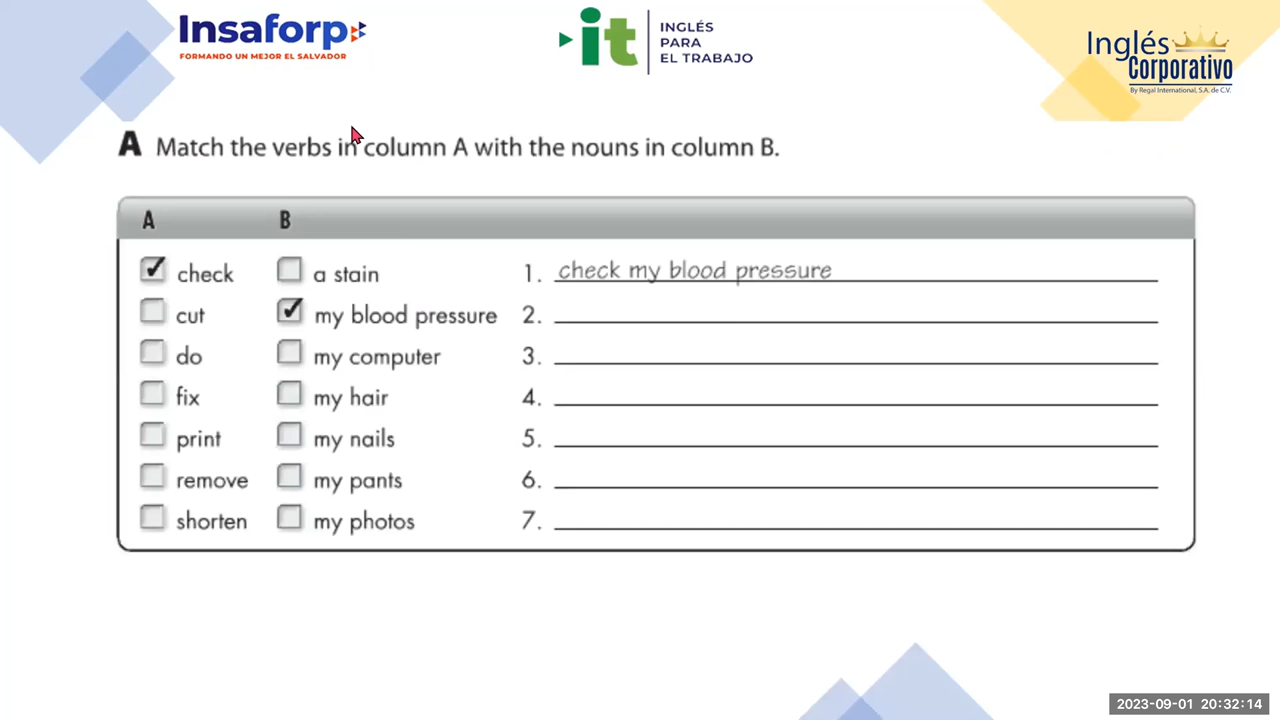 Insaforp
FORMANDO UN MEJOR EL SALVADOR
it
INGLÉS
PARA
EL TRABAJO
Inglés
Corporativo
By Regal International, S.A. de C.V.
A Match the verbs in column A with the nouns in column B.
A B
check a stain 1. check my blood pressure
cut my blood pressure 2.
do my computer 3.
fix my hair 4.
print my nails 5.
remove my pants 6.
shorten my photos 7.
2023-09-01 20:32:14